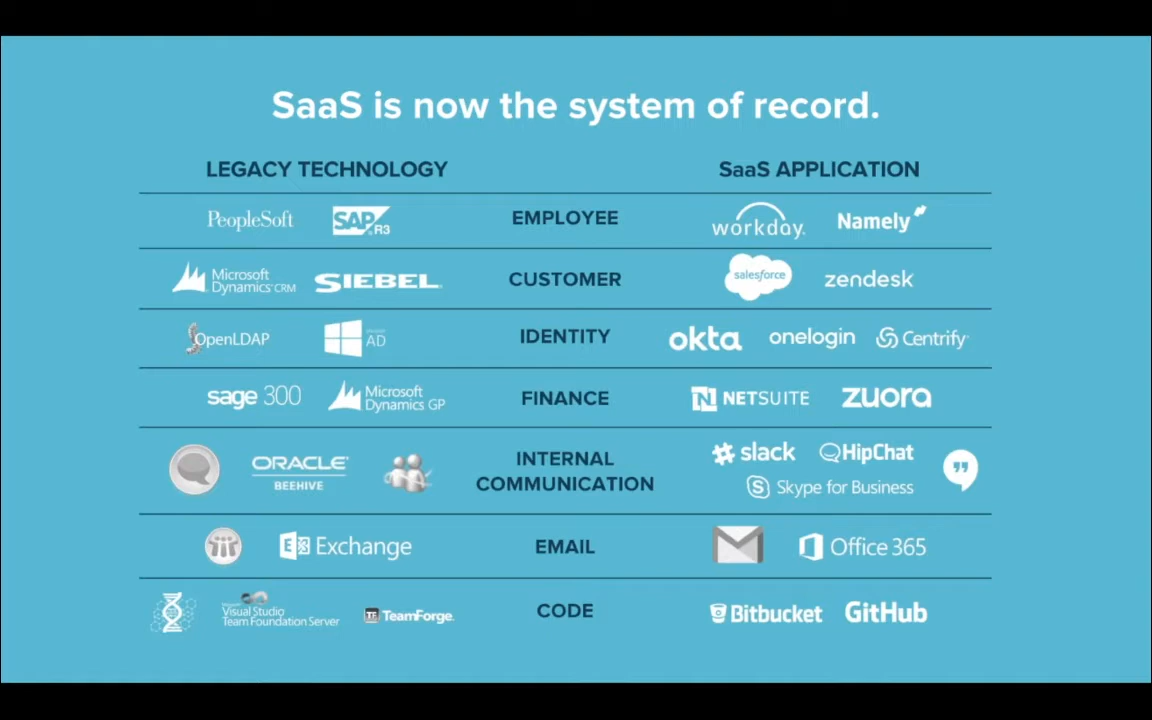 SaaS is now the system of record.
LEGACY TECHNOLOGY
SaaS APPLICATION
PeopleSoft
SAP R3
EMPLOYEE
workday.
Namely
Microsoft Dynamics CRM
SIEBEL
CUSTOMER
salesforce
zendesk
OpenLDAP
AD
IDENTITY
okta
onelogin
Centrify
sage 300
Microsoft Dynamics GP
FINANCE
NETSUITE
zuora
ORACLE
BEEHIVE
INTERNAL
COMMUNICATION
slack
HipChat
Skype for Business
Exchange
EMAIL
Office 365
Visual Studio
Team Foundation Server
TF TeamForge
CODE
Bitbucket
GitHub